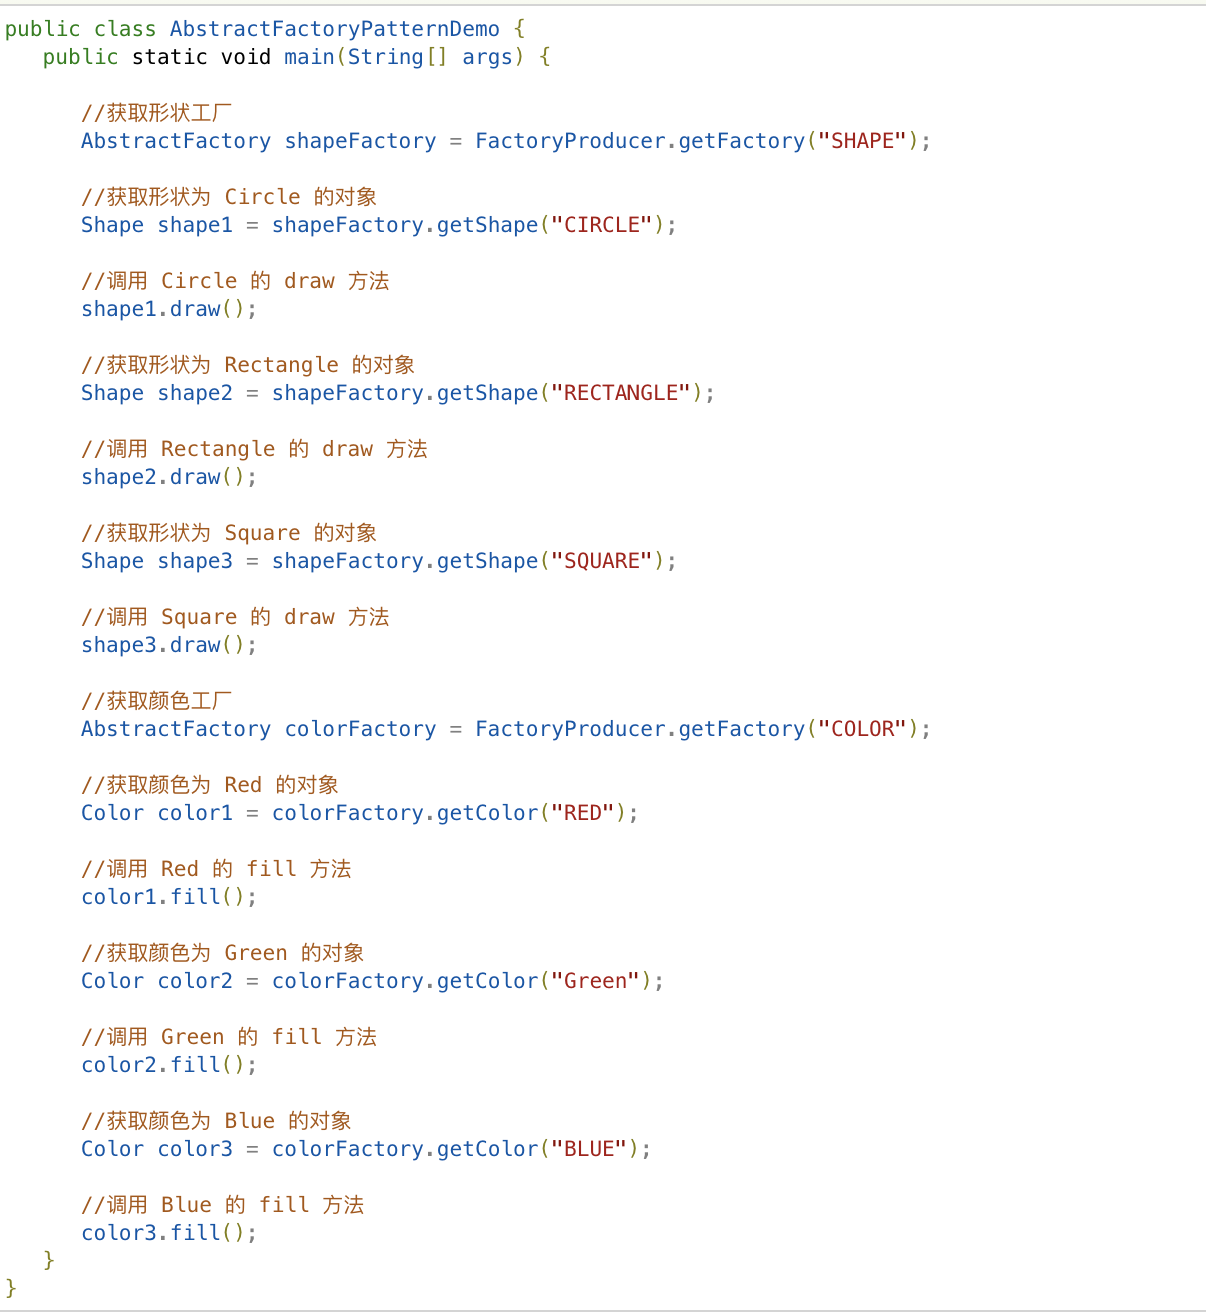 public class AbstractFactoryPatternDemo {
   public static void main(String[] args) {

      //获取形状工厂
      AbstractFactory shapeFactory = FactoryProducer.getFactory("SHAPE");

      //获取形状为 Circle 的对象
      Shape shape1 = shapeFactory.getShape("CIRCLE");

      //调用 Circle 的 draw 方法
      shape1.draw();

      //获取形状为 Rectangle 的对象
      Shape shape2 = shapeFactory.getShape("RECTANGLE");

      //调用 Rectangle 的 draw 方法
      shape2.draw();

      //获取形状为 Square 的对象
      Shape shape3 = shapeFactory.getShape("SQUARE");

      //调用 Square 的 draw 方法
      shape3.draw();

      //获取颜色工厂
      AbstractFactory colorFactory = FactoryProducer.getFactory("COLOR");

      //获取颜色为 Red 的对象
      Color color1 = colorFactory.getColor("RED");

      //调用 Red 的 fill 方法
      color1.fill();

      //获取颜色为 Green 的对象
      Color color2 = colorFactory.getColor("Green");

      //调用 Green 的 fill 方法
      color2.fill();

      //获取颜色为 Blue 的对象
      Color color3 = colorFactory.getColor("BLUE");

      //调用 Blue 的 fill 方法
      color3.fill();
   }
}